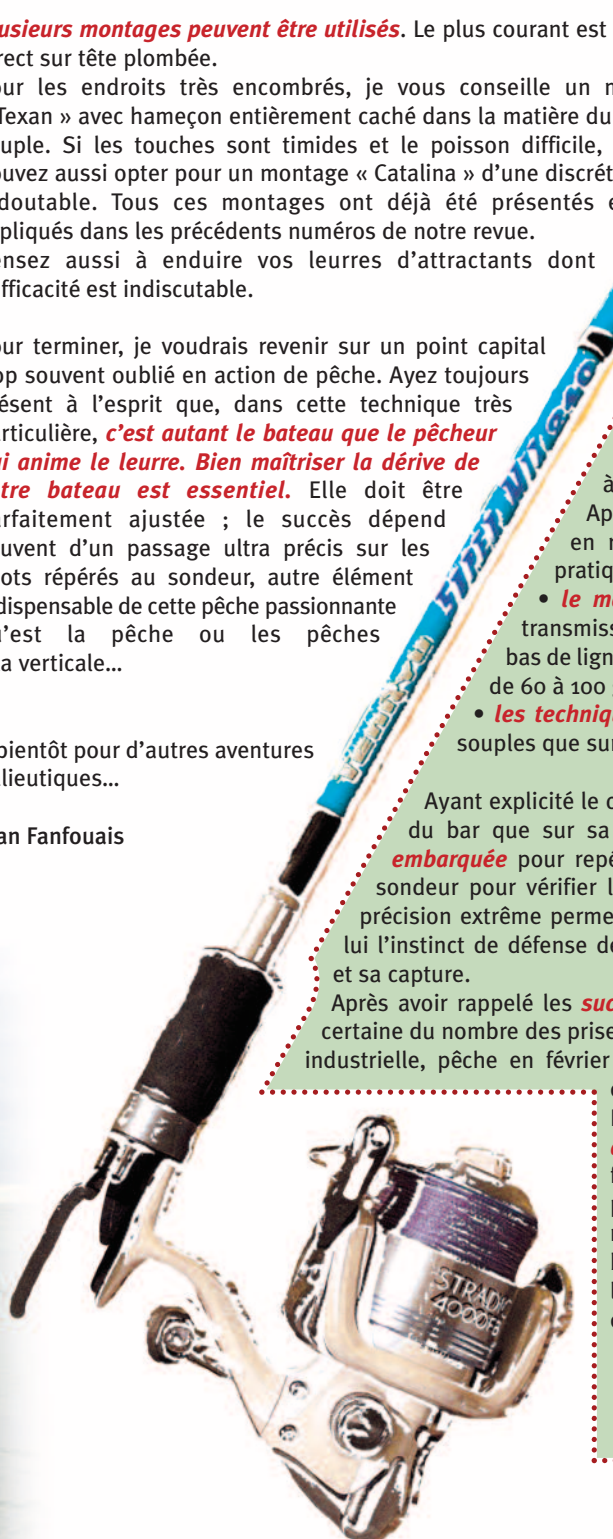 lusieurs montages peuvent être utilisés. Le plus courant est
rect sur tête plombée.
our les endroits très encombrés, je vous conseille un m
Texan » avec hameçon entièrement caché dans la matière du
uple. Si les touches sont timides et le poisson difficile,
ouvez aussi opter pour un montage « Catalina » d'une discrét
doutable. Tous ces montages ont déjà été présentés e
pliqués dans les précédents numéros de notre revue.
ensez aussi à enduire vos leurres d'attractants dont
fficacité est indiscutable.
our terminer, je voudrais revenir sur un point capital
op souvent oublié en action de pêche. Ayez toujours
ésent à l'esprit que, dans cette technique très
articulière, c'est autant le bateau que le pêcheur
ui anime le leurre. Bien maîtriser la dérive de
tre bateau est essentiel. Elle doit être
arfaitement ajustée ; le succès dépend
uvent d'un passage ultra précis sur les
ots répérés au sondeur, autre élément
dispensable de cette pêche passionnante
u'est la pêche ou les pêches
a verticale…
bientôt pour d'autres aventures
lieutiques…
an Fanfouais
TENRYU
240
STRADIC
4000FB
à
Ap
en r
pratiq
• le ma
transmiss
bas de lign
de 60 à 100
• les techniqu
souples que sur
Ayant explicité le c
du bar que sur sa
embarquée pour repé
sondeur pour vérifier l
précision extrême perme
lui l'instinct de défense de
et sa capture.
Après avoir rappelé les suc
certaine du nombre des prise
industrielle, pêche en février